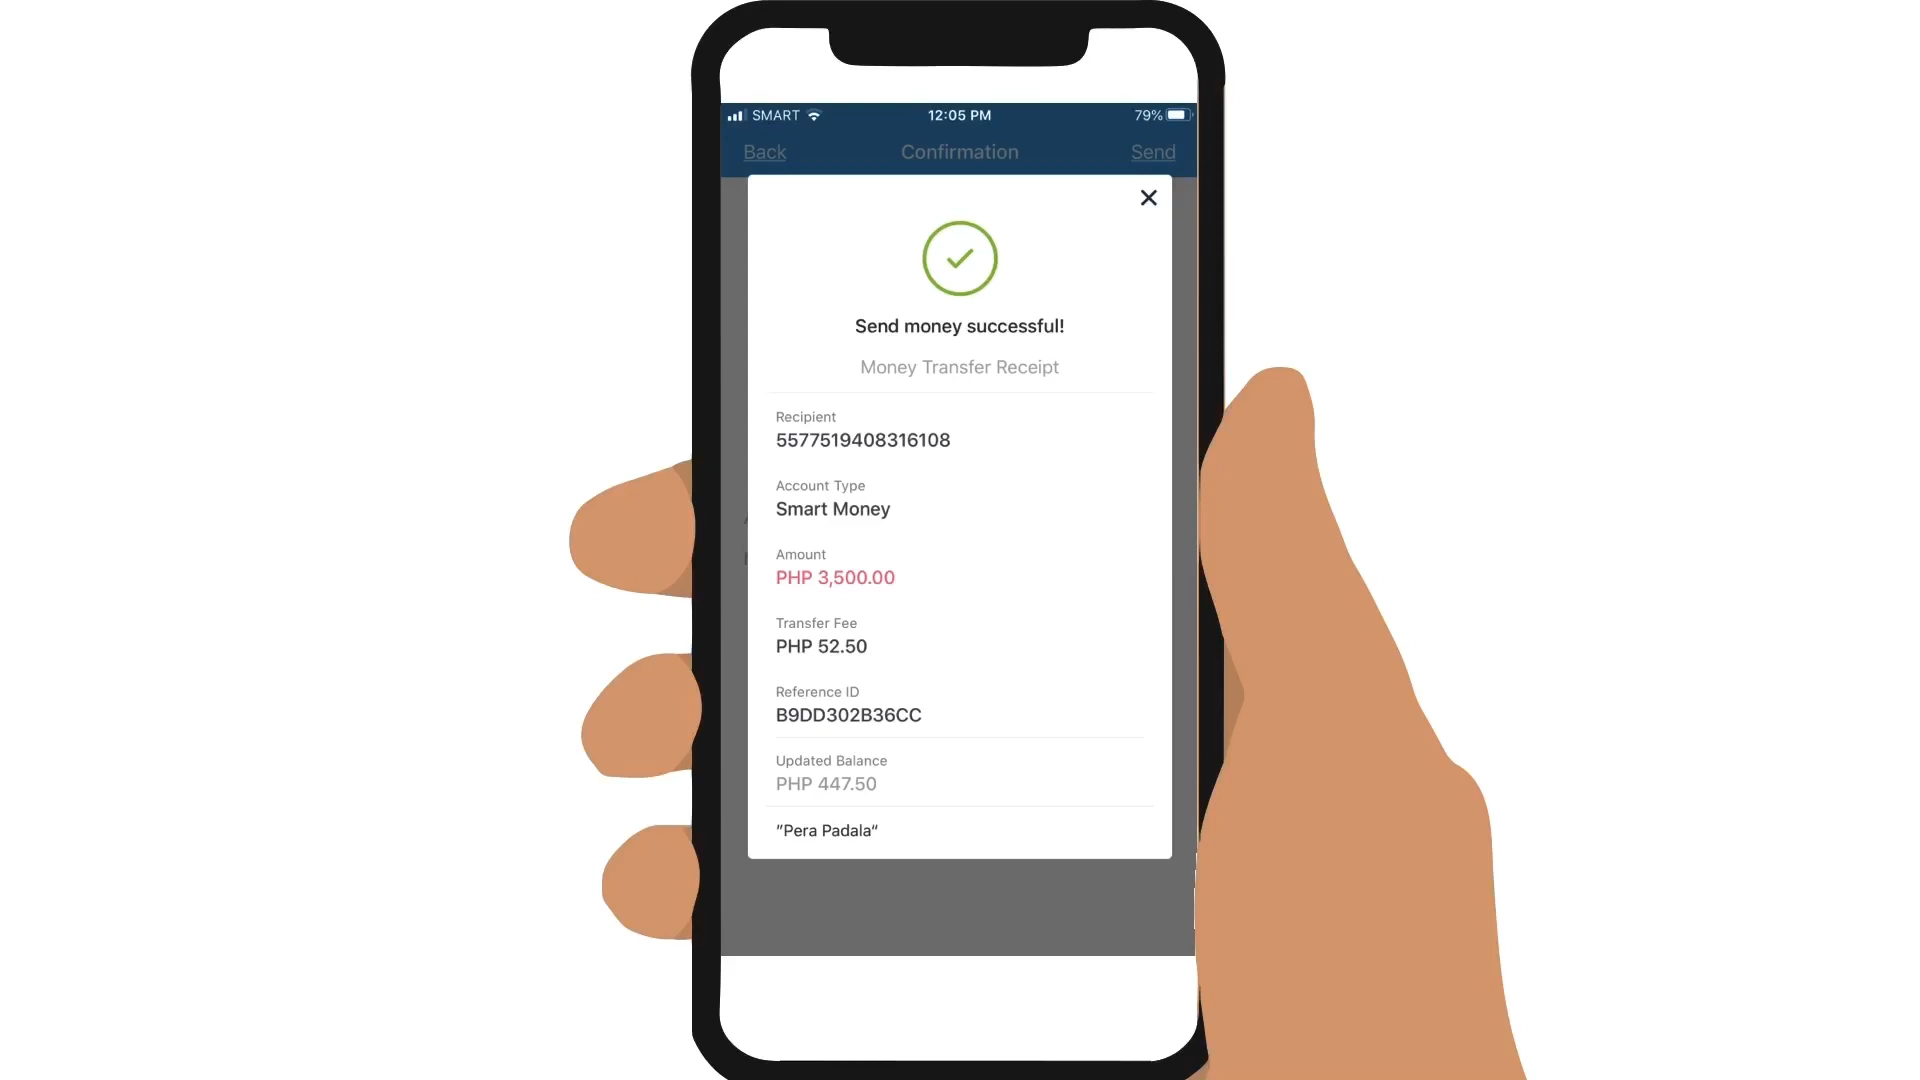 SMART 12:05 PM 79%
Back Confirmation Send
Send money successful!
Money Transfer Receipt
Recipient
5577519408316108
Account Type
Smart Money
Amount
PHP 3,500.00
Transfer Fee
PHP 52.50
Reference ID
B9DD302B36CC
Updated Balance
PHP 447.50
”Pera Padala“